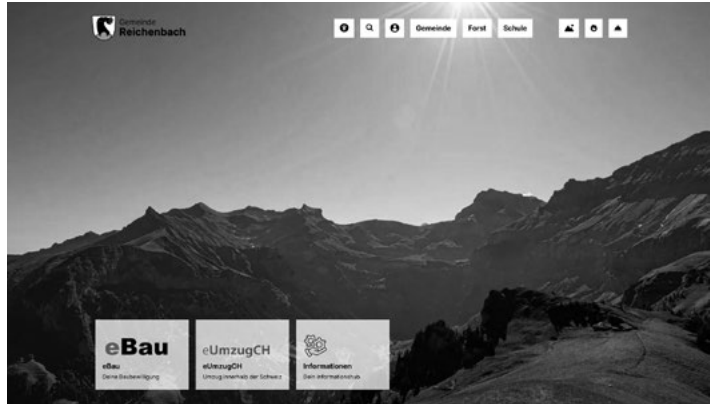 Gemeinde
Reichenbach
Gemeinde
Forst
Schule
eBau
eBau
Deine Baubewilligung
eUmzugCH
eUmzugCH
Umzug innerhalb der Schweiz
Informationen
Dein Informationshub